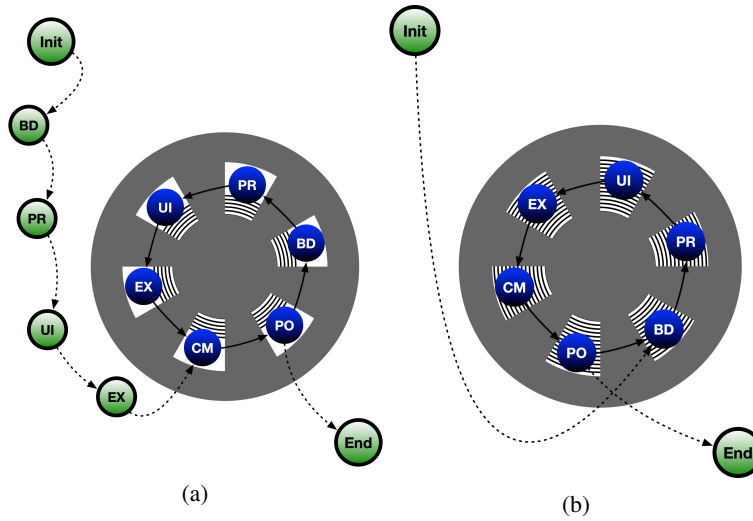 Init
BD
PR
UI
EX
PR
UI
BD
EX
PO
CM
End
(a)
Init
UI
EX
PR
CM
BD
PO
End
(b)